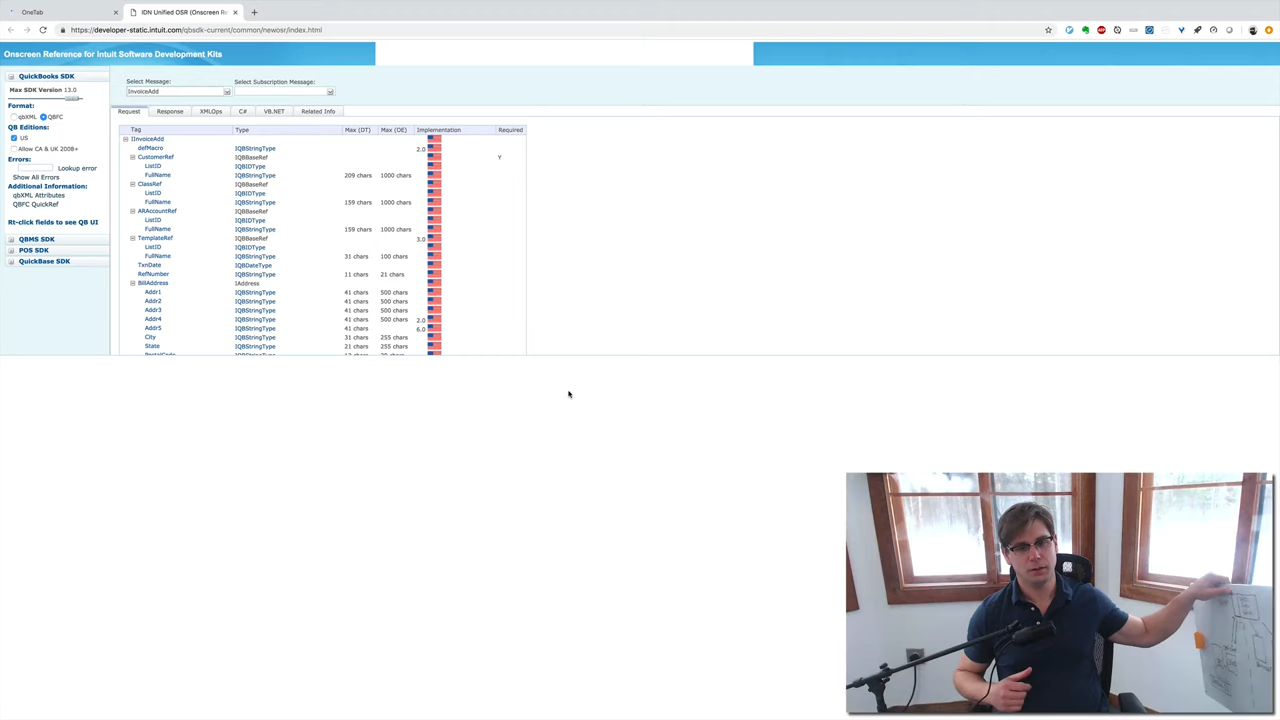 OneTab
IDN Unified OSR (Onscreen Re
https://developer-static.intuit.com/qbsdk-current/common/newosr/index.html
Onscreen Reference for Intuit Software Development Kits
QuickBooks SDK
Max SDK Version 13.0
Format:
qbXML QBFC
QB Editions:
US
Allow CA & UK 2008+
Errors:
Lookup error
Show All Errors
Additional Information:
qbXML Attributes
QBFC QuickRef
Rt-click fields to see QB UI
QBMS SDK
POS SDK
QuickBase SDK
Select Message: Select Subscription Message:
InvoiceAdd
Request Response XMLOps C# VB.NET Related Info
Tag Type Max (DT) Max (OE) Implementation Required
IInvoiceAdd
defMacro IQBStringType 2.0
CustomerRef IQBBaseRef Y
ListID IQBIDType
FullName IQBStringType 209 chars 1000 chars
ClassRef IQBBaseRef
ListID IQBIDType
FullName IQBStringType 159 chars 1000 chars
ARAccountRef IQBBaseRef
ListID IQBIDType
FullName IQBStringType 159 chars 1000 chars
TemplateRef IQBBaseRef 3.0
ListID IQBIDType
FullName IQBStringType 31 chars 100 chars
TxnDate IQBDateType
RefNumber IQBStringType 11 chars 21 chars
BillAddress IAddress
Addr1 IQBStringType 41 chars 500 chars
Addr2 IQBStringType 41 chars 500 chars
Addr3 IQBStringType 41 chars 500 chars
Addr4 IQBStringType 41 chars 500 chars 2.0
Addr5 IQBStringType 41 chars 6.0
City IQBStringType 31 chars 255 chars
State IQBStringType 21 chars 255 chars